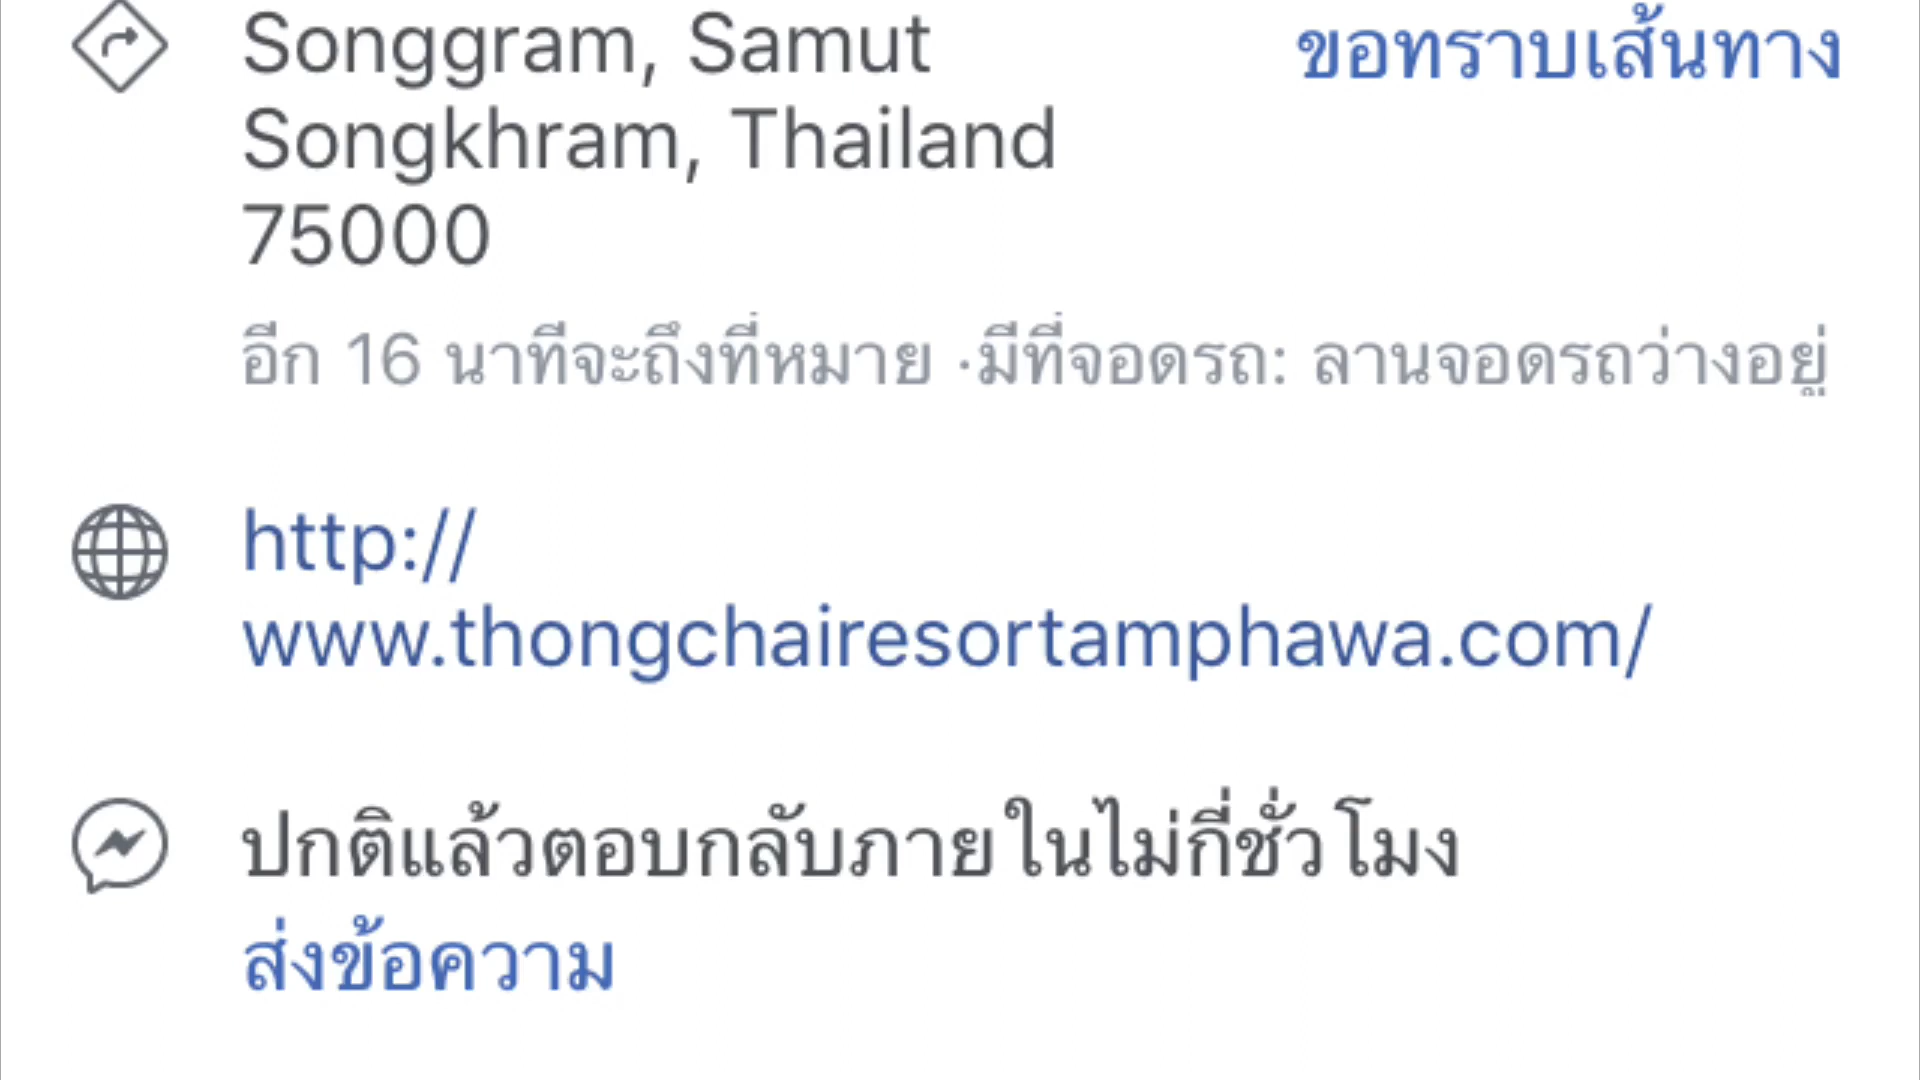 Songgram, Samut ขอทราบเส้นทาง
Songkhram, Thailand
75000
อีก 16 นาทีจะถึงที่หมาย ·มีที่จอดรถ: ลานจอดรถว่างอยู่
http://
www.thongchairesortamphawa.com/
ปกติแล้วตอบกลับภายในไม่กี่ชั่วโมง
ส่งข้อความ